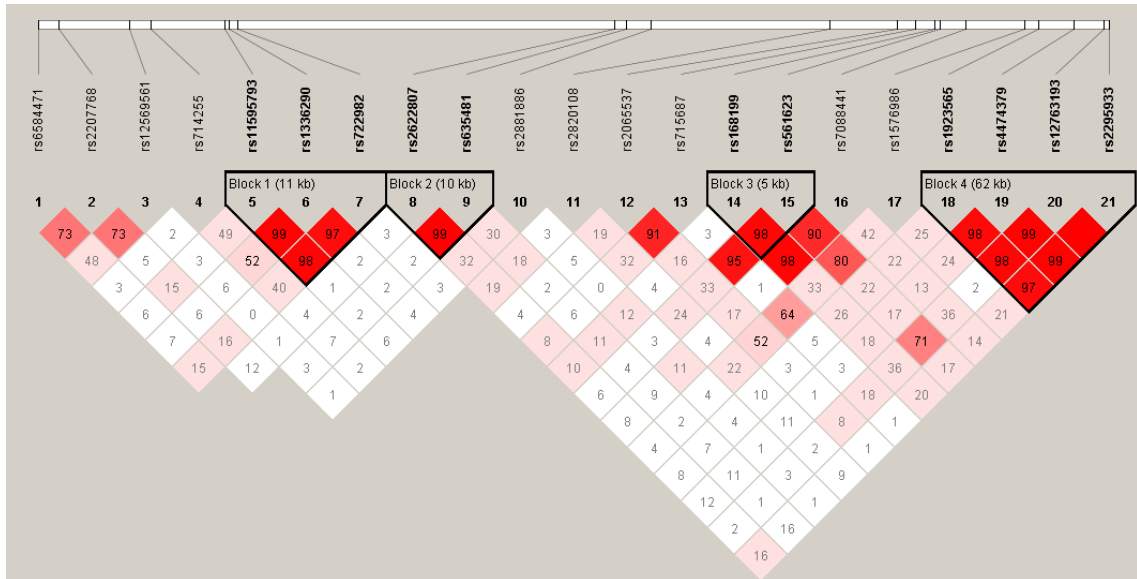 rs6584471
rs2207768
rs12569561
rs714255
rs11595793
rs1336290
rs7229982
rs2622807
rs635481
rs2881886
rs2820108
rs2065537
rs715687
rs1681199
rs561623
rs7088441
rs1576986
rs1923565
rs4474379
rs12763193
rs2295933
Block 1 (11 kb) Block 2 (10 kb) Block 3 (5 kb) Block 4 (62 kb)
1 2 3 4 5 6 7 8 9 10 11 12 13 14 15 16 17 18 19 20 21
73 73 2 49 99 97 3 99 30 3 19 91 3 98 90 42 25 98 99
48 5 3 52 98 2 2 32 18 5 32 16 95 98 80 22 24 98 99
3 15 6 40 1 2 3 19 2 0 4 33 1 33 22 13 2 97
6 6 0 4 2 4 4 6 12 24 17 64 26 17 36 21
7 16 1 7 6 8 11 3 4 52 5 18 71 14
15 12 3 2 10 11 22 3 3 36 17
1 6 9 4 10 1 18 20
8 2 4 11 8 1
4 7 1 2 1
8 11 3 9
12 1 1
2 16
16